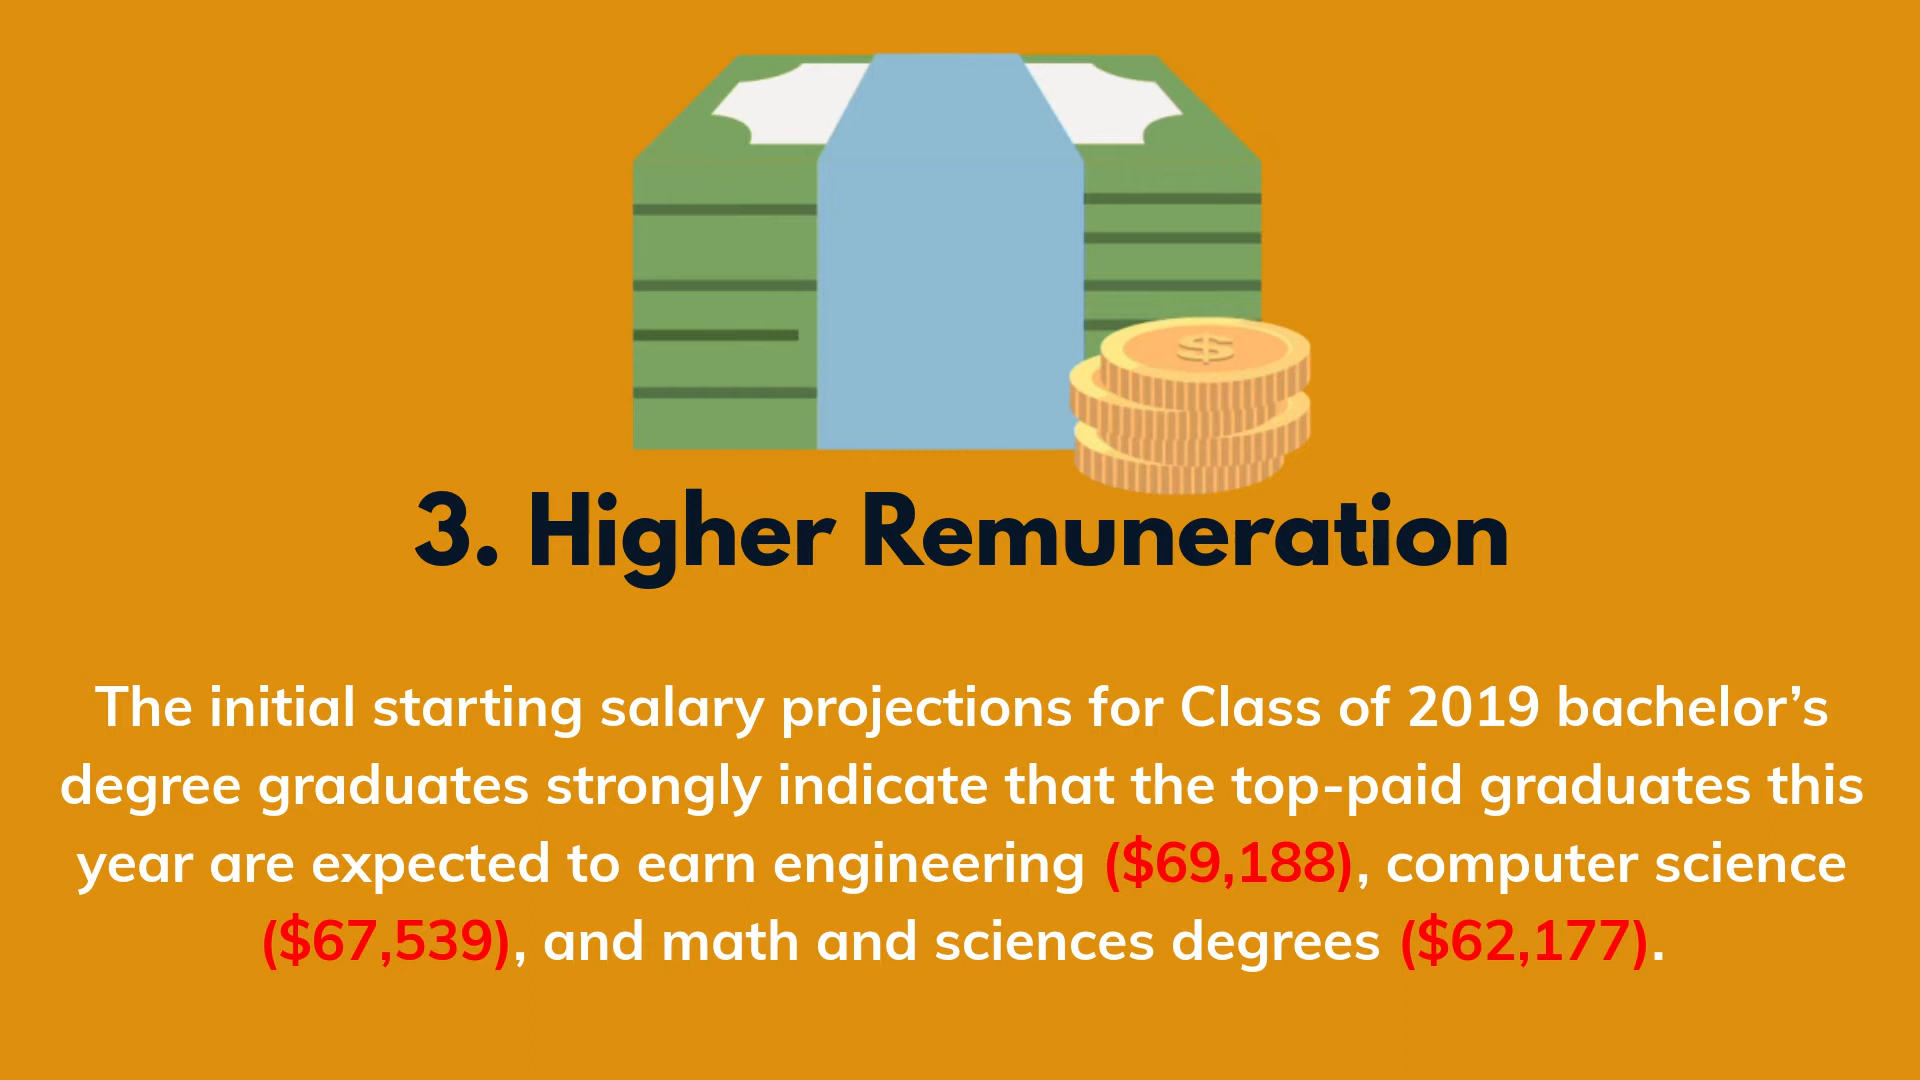 $
3. Higher Remuneration
The initial starting salary projections for Class of 2019 bachelor’s
degree graduates strongly indicate that the top-paid graduates this
year are expected to earn engineering ($69,188), computer science
($67,539), and math and sciences degrees ($62,177).